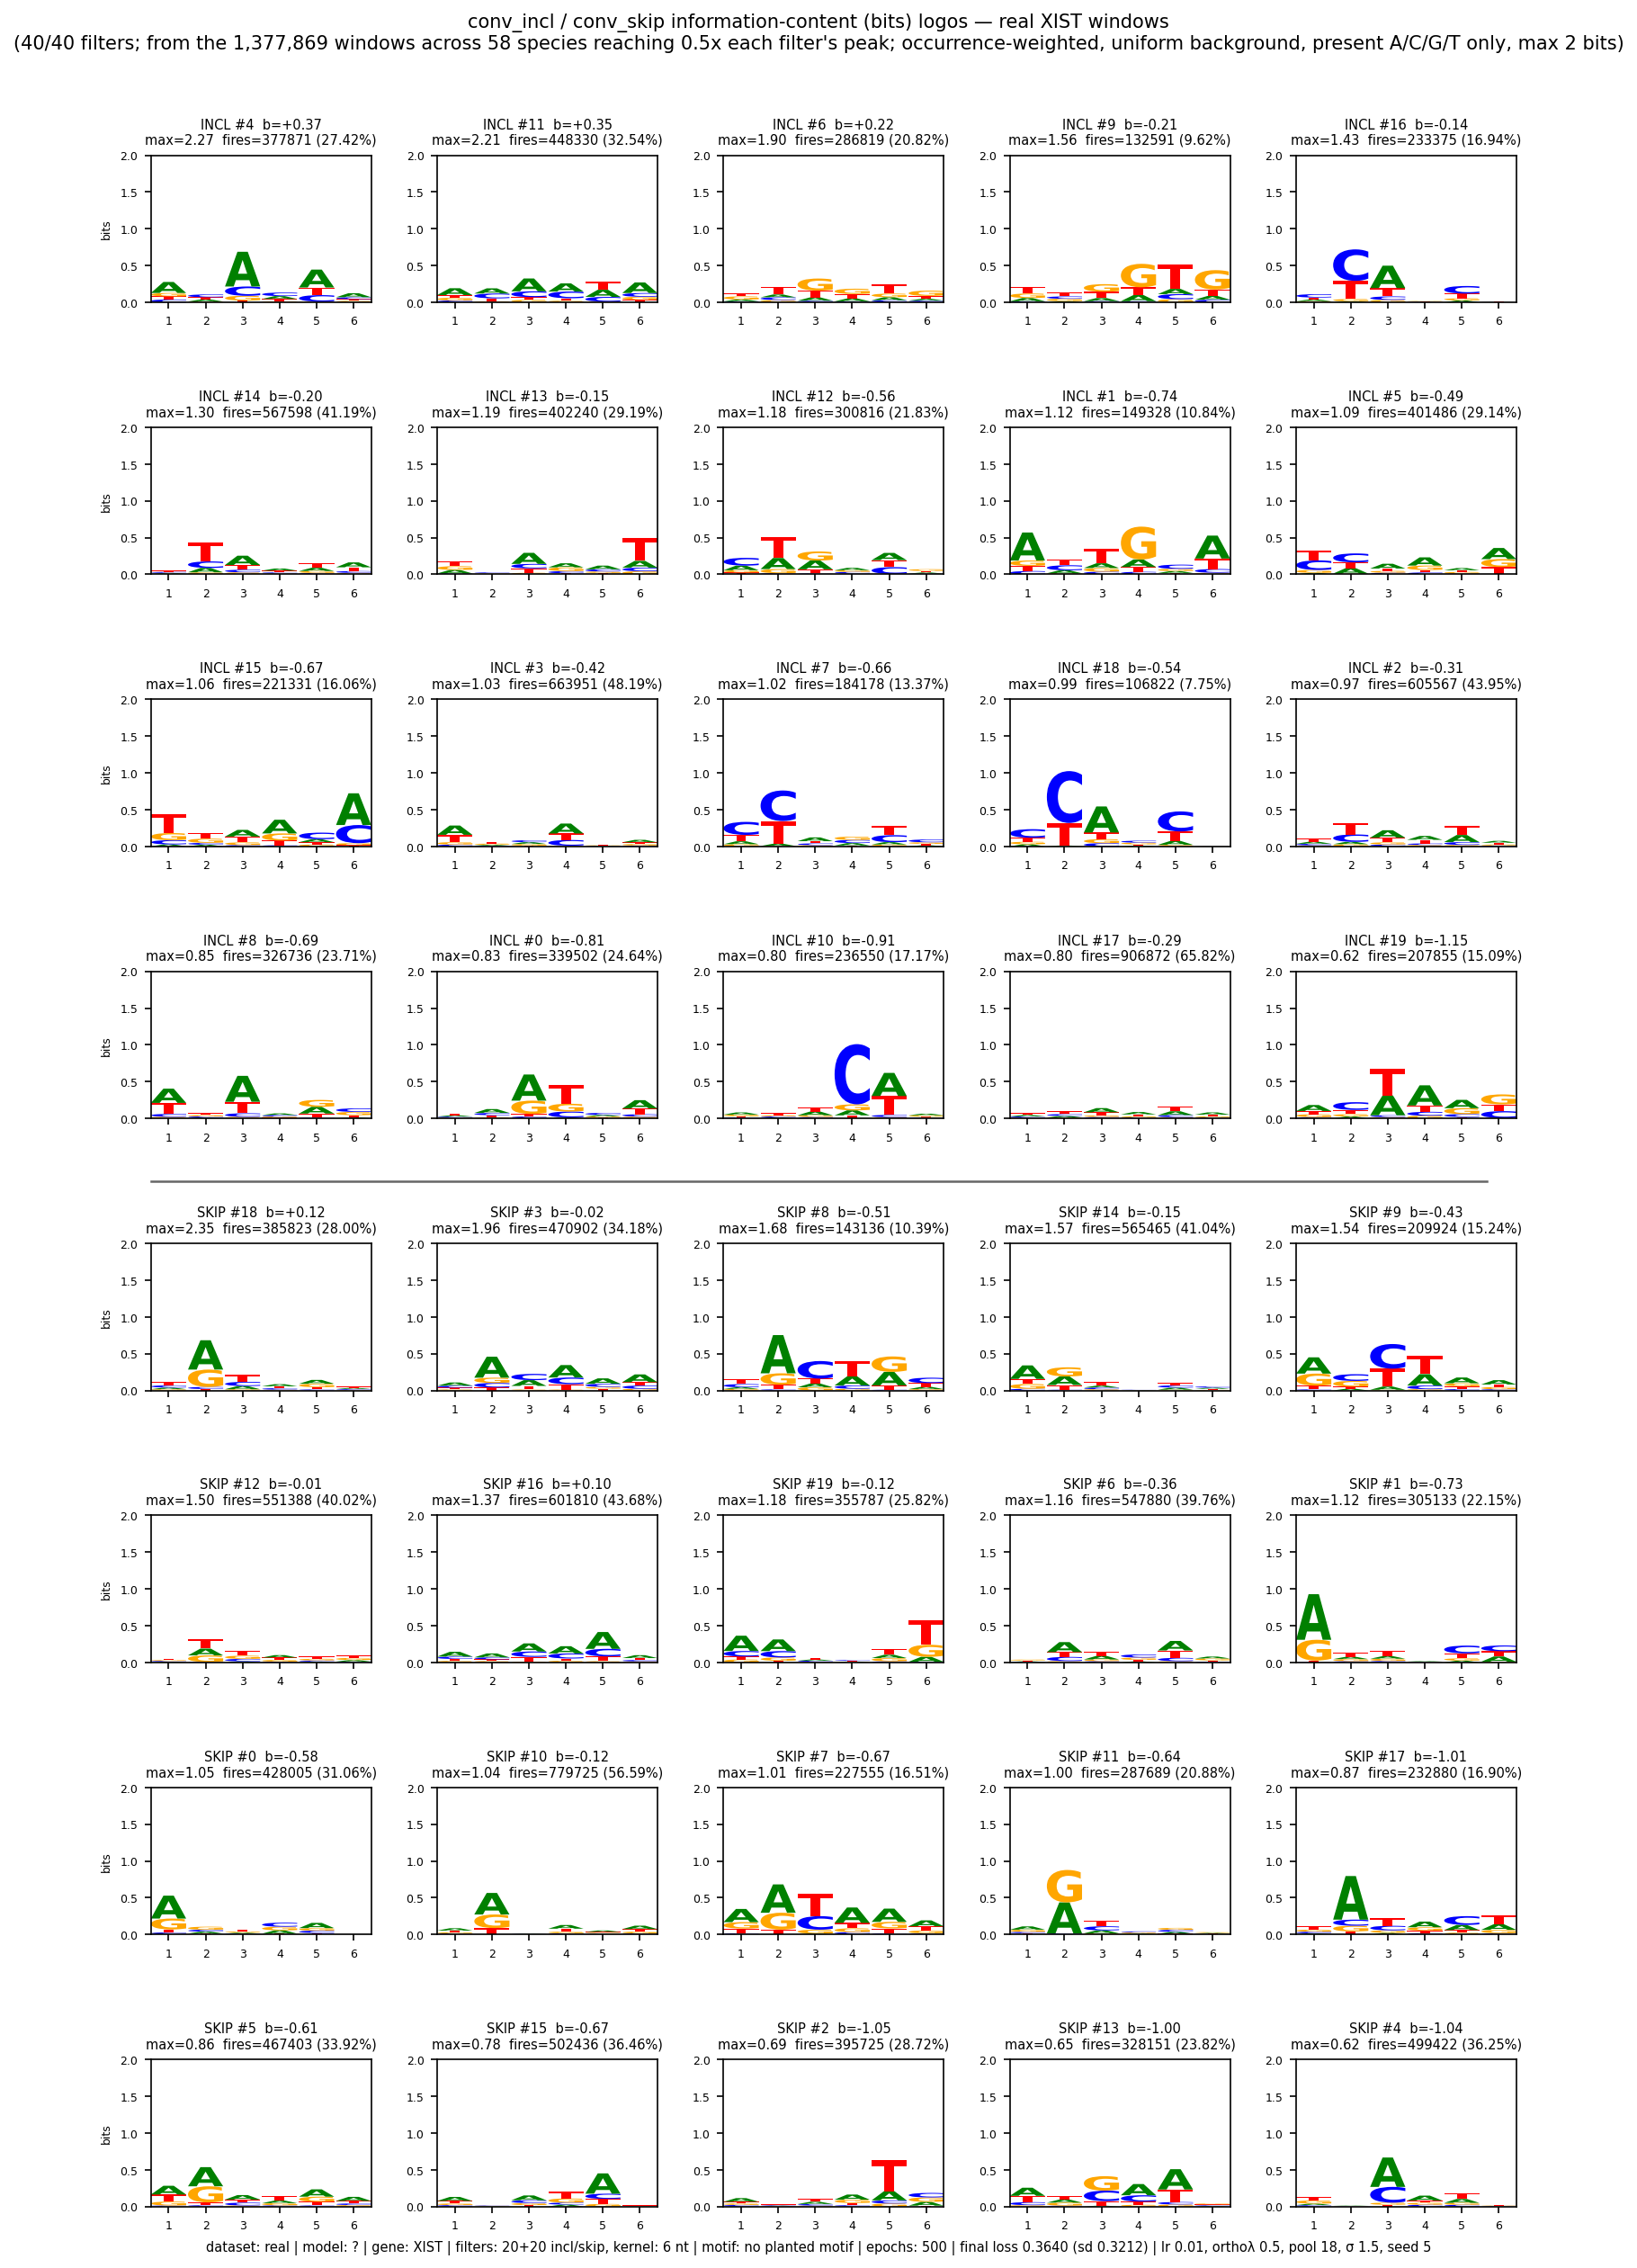 conv_incl / conv_skip information-content (bits) logos — real XIST windows
(40/40 filters; from the 1,377,869 windows across 58 species reaching 0.5x each filter's peak; occurrence-weighted, uniform background, present A/C/G/T only, max 2 bits)
INCL #4 b=+0.37
max=2.27 fires=377871 (27.42%)
INCL #11 b=+0.35
max=2.21 fires=448330 (32.54%)
INCL #6 b=+0.22
max=1.90 fires=286819 (20.82%)
INCL #9 b=-0.21
max=1.56 fires=132591 (9.62%)
INCL #16 b=-0.14
max=1.43 fires=233375 (16.94%)
INCL #14 b=-0.20
max=1.30 fires=567598 (41.19%)
INCL #13 b=-0.15
max=1.19 fires=402240 (29.19%)
INCL #12 b=-0.56
max=1.18 fires=300816 (21.83%)
INCL #1 b=-0.74
max=1.12 fires=149328 (10.84%)
INCL #5 b=-0.49
max=1.09 fires=401486 (29.14%)
INCL #15 b=-0.67
max=1.06 fires=221331 (16.06%)
INCL #3 b=-0.42
max=1.03 fires=663951 (48.19%)
INCL #7 b=-0.66
max=1.02 fires=184178 (13.37%)
INCL #18 b=-0.54
max=0.99 fires=106822 (7.75%)
INCL #2 b=-0.31
max=0.97 fires=605567 (43.95%)
INCL #8 b=-0.69
max=0.85 fires=326736 (23.71%)
INCL #0 b=-0.81
max=0.83 fires=339502 (24.64%)
INCL #10 b=-0.91
max=0.80 fires=236550 (17.17%)
INCL #17 b=-0.29
max=0.80 fires=906872 (65.82%)
INCL #19 b=-1.15
max=0.62 fires=207855 (15.09%)
SKIP #18 b=+0.12
max=2.35 fires=385823 (28.00%)
SKIP #3 b=-0.02
max=1.96 fires=470902 (34.18%)
SKIP #8 b=-0.51
max=1.68 fires=143136 (10.39%)
SKIP #14 b=-0.15
max=1.57 fires=565465 (41.04%)
SKIP #9 b=-0.43
max=1.54 fires=209924 (15.24%)
SKIP #12 b=-0.01
max=1.50 fires=551388 (40.02%)
SKIP #16 b=+0.10
max=1.37 fires=601810 (43.68%)
SKIP #19 b=-0.12
max=1.18 fires=355787 (25.82%)
SKIP #6 b=-0.36
max=1.16 fires=547880 (39.76%)
SKIP #1 b=-0.73
max=1.12 fires=305133 (22.15%)
SKIP #0 b=-0.58
max=1.05 fires=428005 (31.06%)
SKIP #10 b=-0.12
max=1.04 fires=779725 (56.59%)
SKIP #7 b=-0.67
max=1.01 fires=227555 (16.51%)
SKIP #11 b=-0.64
max=1.00 fires=287689 (20.88%)
SKIP #17 b=-1.01
max=0.87 fires=232880 (16.90%)
SKIP #5 b=-0.61
max=0.86 fires=467403 (33.92%)
SKIP #15 b=-0.67
max=0.78 fires=502436 (36.46%)
SKIP #2 b=-1.05
max=0.69 fires=395725 (28.72%)
SKIP #13 b=-1.00
max=0.65 fires=328151 (23.82%)
SKIP #4 b=-1.04
max=0.62 fires=499422 (36.25%)
bits
2.0
1.5
1.0
0.5
0.0
1 2 3 4 5 6
dataset: real | model: ? | gene: XIST | filters: 20+20 incl/skip, kernel: 6 nt | motif: no planted motif | epochs: 500 | final loss 0.3640 (sd 0.3212) | lr 0.01, orthoλ 0.5, pool 18, σ 1.5, seed 5